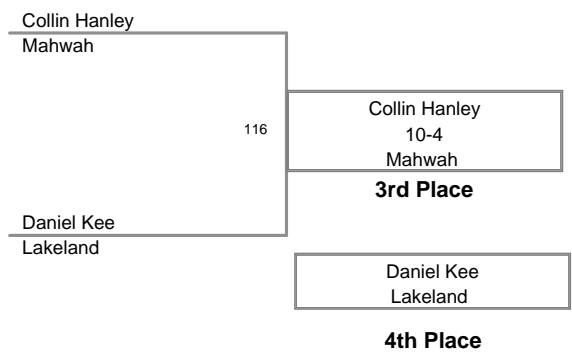 Collin Hanley
Mahwah
116
Collin Hanley
10-4
Mahwah
3rd Place
Daniel Kee
Lakeland
Daniel Kee
Lakeland
4th Place